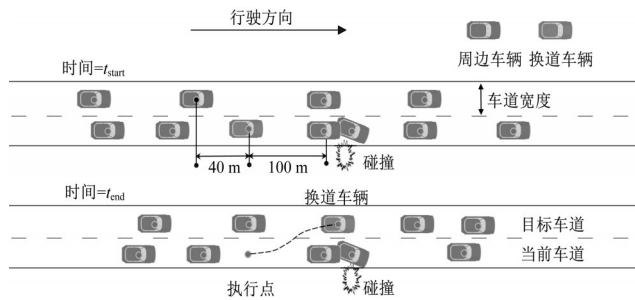 行驶方向
周边车辆 换道车辆
时间=tstart
车道宽度
40 m 100 m 碰撞
时间=tend 换道车辆
目标车道
当前车道
执行点 碰撞